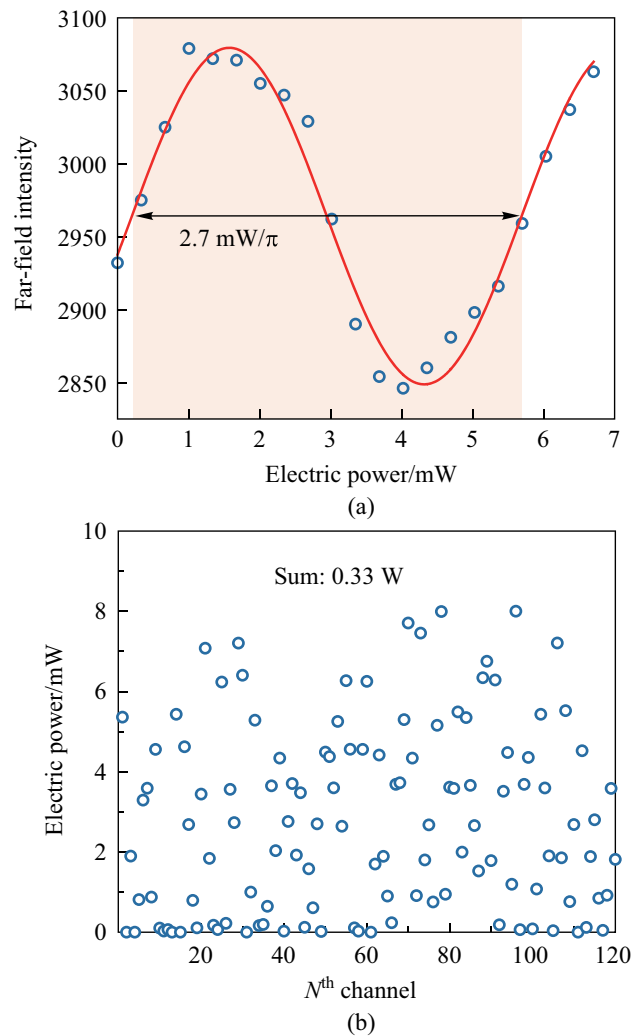 3100
3050
3000
2950
2900
2850
Far-field intensity
2.7 mW/π
0 1 2 3 4 5 6 7
Electric power/mW
(a)
10
8
6
4
2
0
Electric power/mW
Sum: 0.33 W
20 40 60 80 100 120
Nth channel
(b)